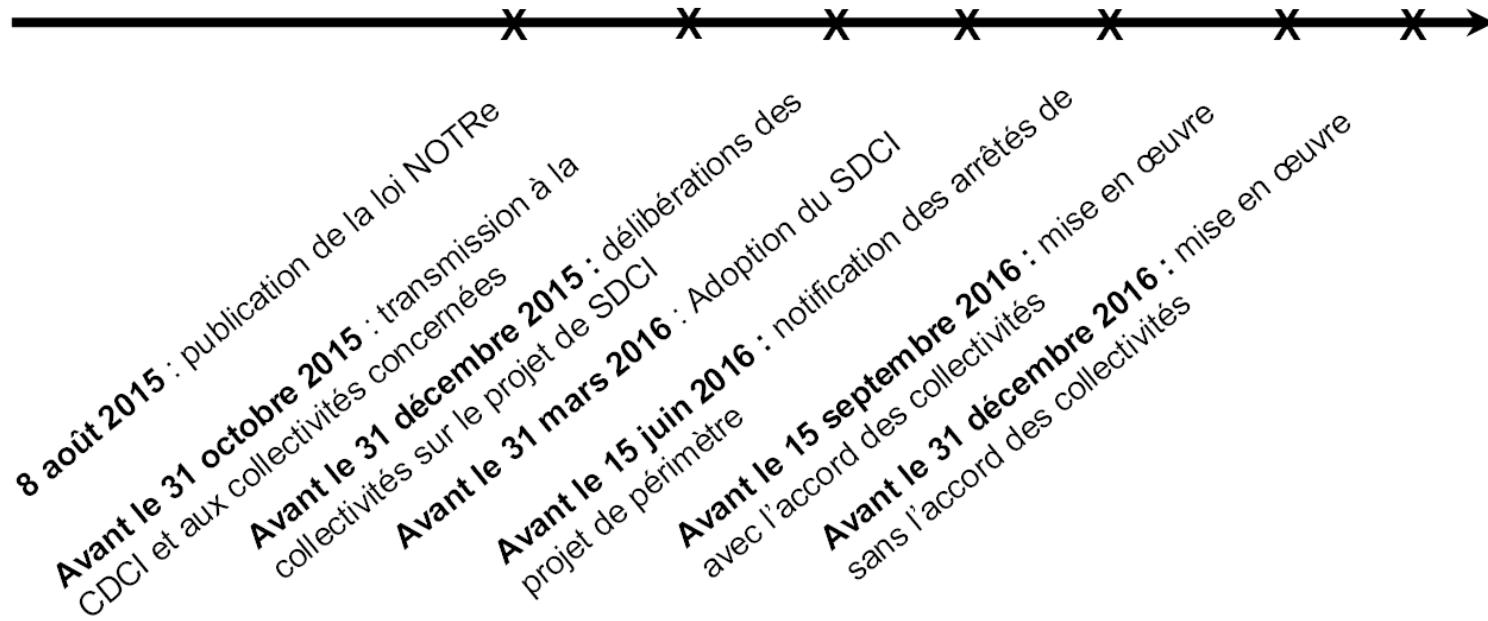 8 août 2015 : publication de la loi NOTRe
Avant le 31 octobre 2015 : transmission à la
CDCI et aux collectivités concernées
Avant le 31 décembre 2015 : délibérations des
collectivités sur le projet de SDCI
Avant le 31 mars 2016 : Adoption du SDCI
Avant le 15 juin 2016 : notification des arrêtés de
projet de périmètre
Avant le 15 septembre 2016 : mise en œuvre
avec l'accord des collectivités
Avant le 31 décembre 2016 : mise en œuvre
sans l'accord des collectivités